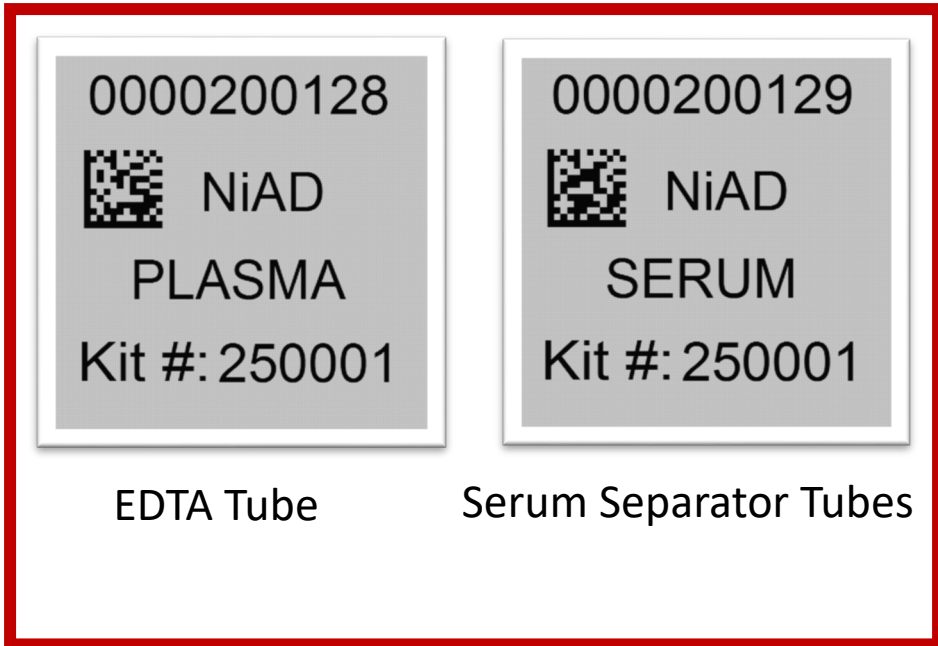 0000200128
NiAD
PLASMA
Kit #: 250001
EDTA Tube
0000200129
NiAD
SERUM
Kit #: 250001
Serum Separator Tubes